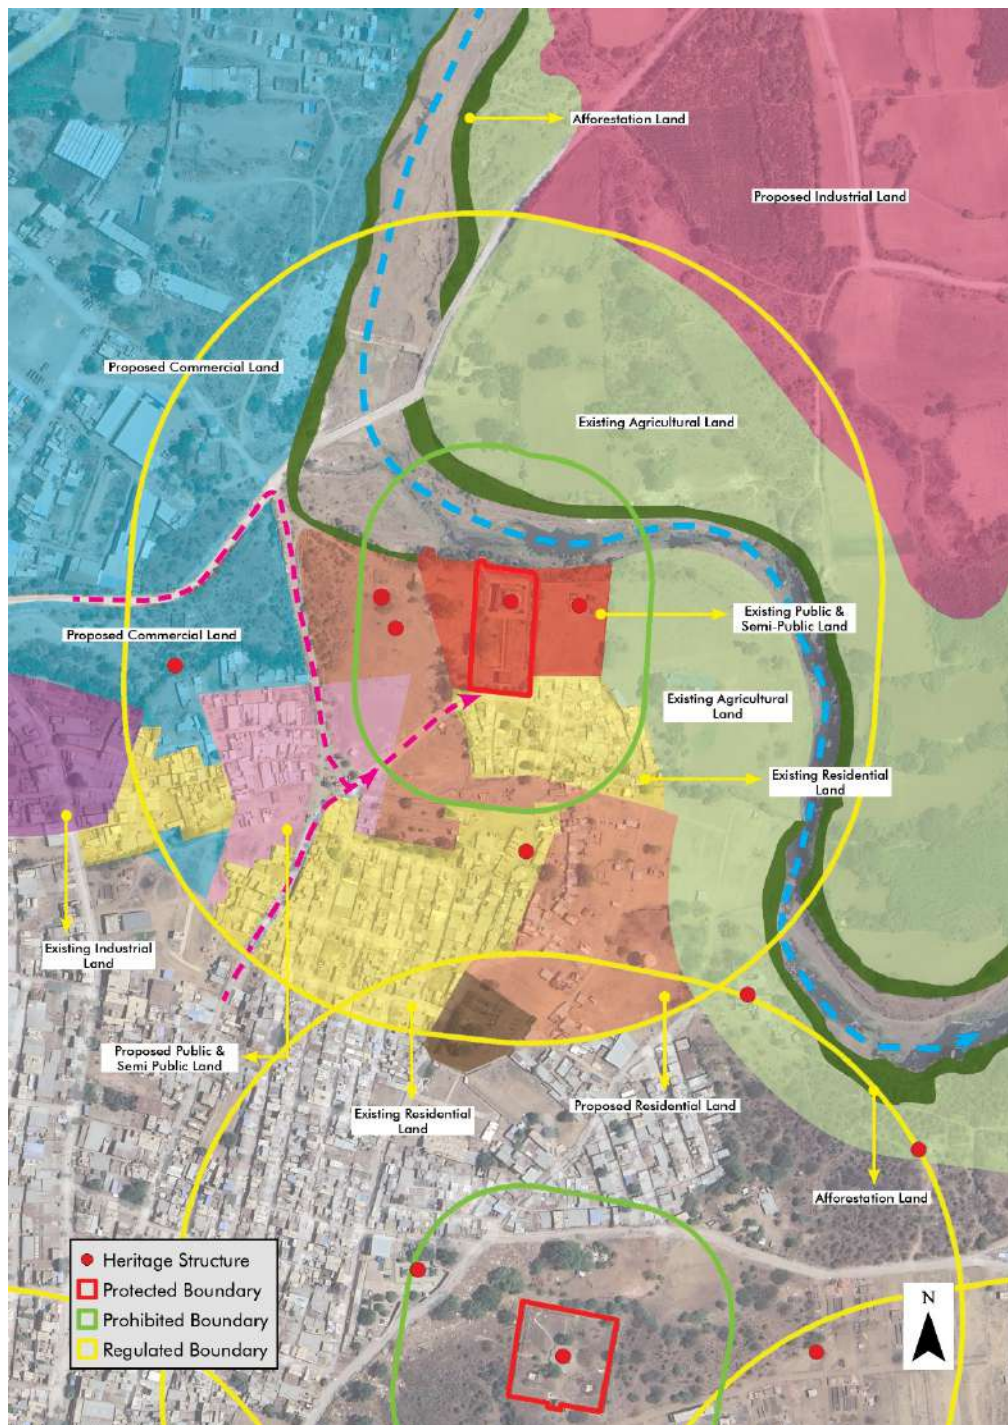 Afforestation Land
Proposed Industrial Land
Proposed Commercial Land
Existing Agricultural Land
Existing Public &
Semi-Public Land
Proposed Commercial Land
Existing Agricultural
Land
Existing Residential
Land
Existing Industrial
Land
Proposed Public &
Semi Public Land
Existing Residential
Land
Proposed Residential Land
Afforestation Land
Heritage Structure
Protected Boundary
Prohibited Boundary
Regulated Boundary
N